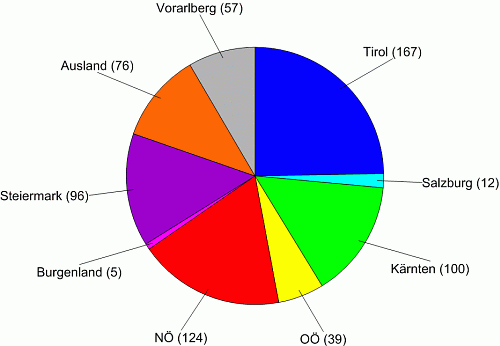 Vorarlberg (57)
Tirol (167)
Ausland (76)
Salzburg (12)
Steiermark (96)
Kärnten (100)
Burgenland (5)
NÖ (124)
OÖ (39)